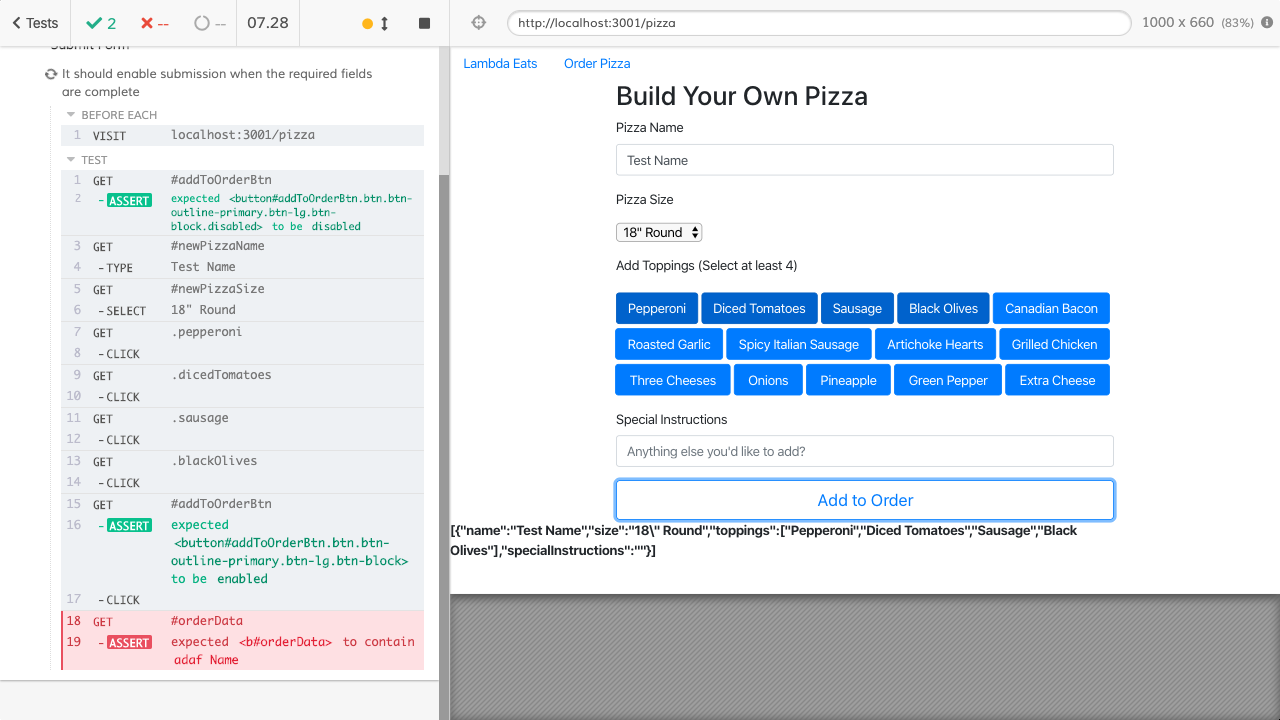 Tests 2 -- -- 07.28
http://localhost:3001/pizza 1000 x 660 (83%)
Submit Form
It should enable submission when the required fields
are complete
BEFORE EACH
1 VISIT localhost:3001/pizza
TEST
1 GET #addToOrderBtn
2 -ASSERT expected <button#addToOrderBtn.btn.btn-
outline-primary.btn-lg.btn-
block.disabled> to be disabled
3 GET #newPizzaName
4 -TYPE Test Name
5 GET #newPizzaSize
6 -SELECT 18" Round
7 GET .pepperoni
8 -CLICK
9 GET .dicedTomatoes
10 -CLICK
11 GET .sausage
12 -CLICK
13 GET .blackOlives
14 -CLICK
15 GET #addToOrderBtn
16 -ASSERT expected
<button#addToOrderBtn.btn.btn-
outline-primary.btn-lg.btn-block>
to be enabled
17 -CLICK
18 GET #orderData
19 -ASSERT expected <b#orderData> to contain
adaf Name
Lambda Eats Order Pizza
Build Your Own Pizza
Pizza Name
Test Name
Pizza Size
18" Round
Add Toppings (Select at least 4)
Pepperoni Diced Tomatoes Sausage Black Olives Canadian Bacon
Roasted Garlic Spicy Italian Sausage Artichoke Hearts Grilled Chicken
Three Cheeses Onions Pineapple Green Pepper Extra Cheese
Special Instructions
Anything else you'd like to add?
Add to Order
[{"name":"Test Name","size":"18\" Round","toppings":["Pepperoni","Diced Tomatoes","Sausage","Black
Olives"],"specialInstructions":""}]